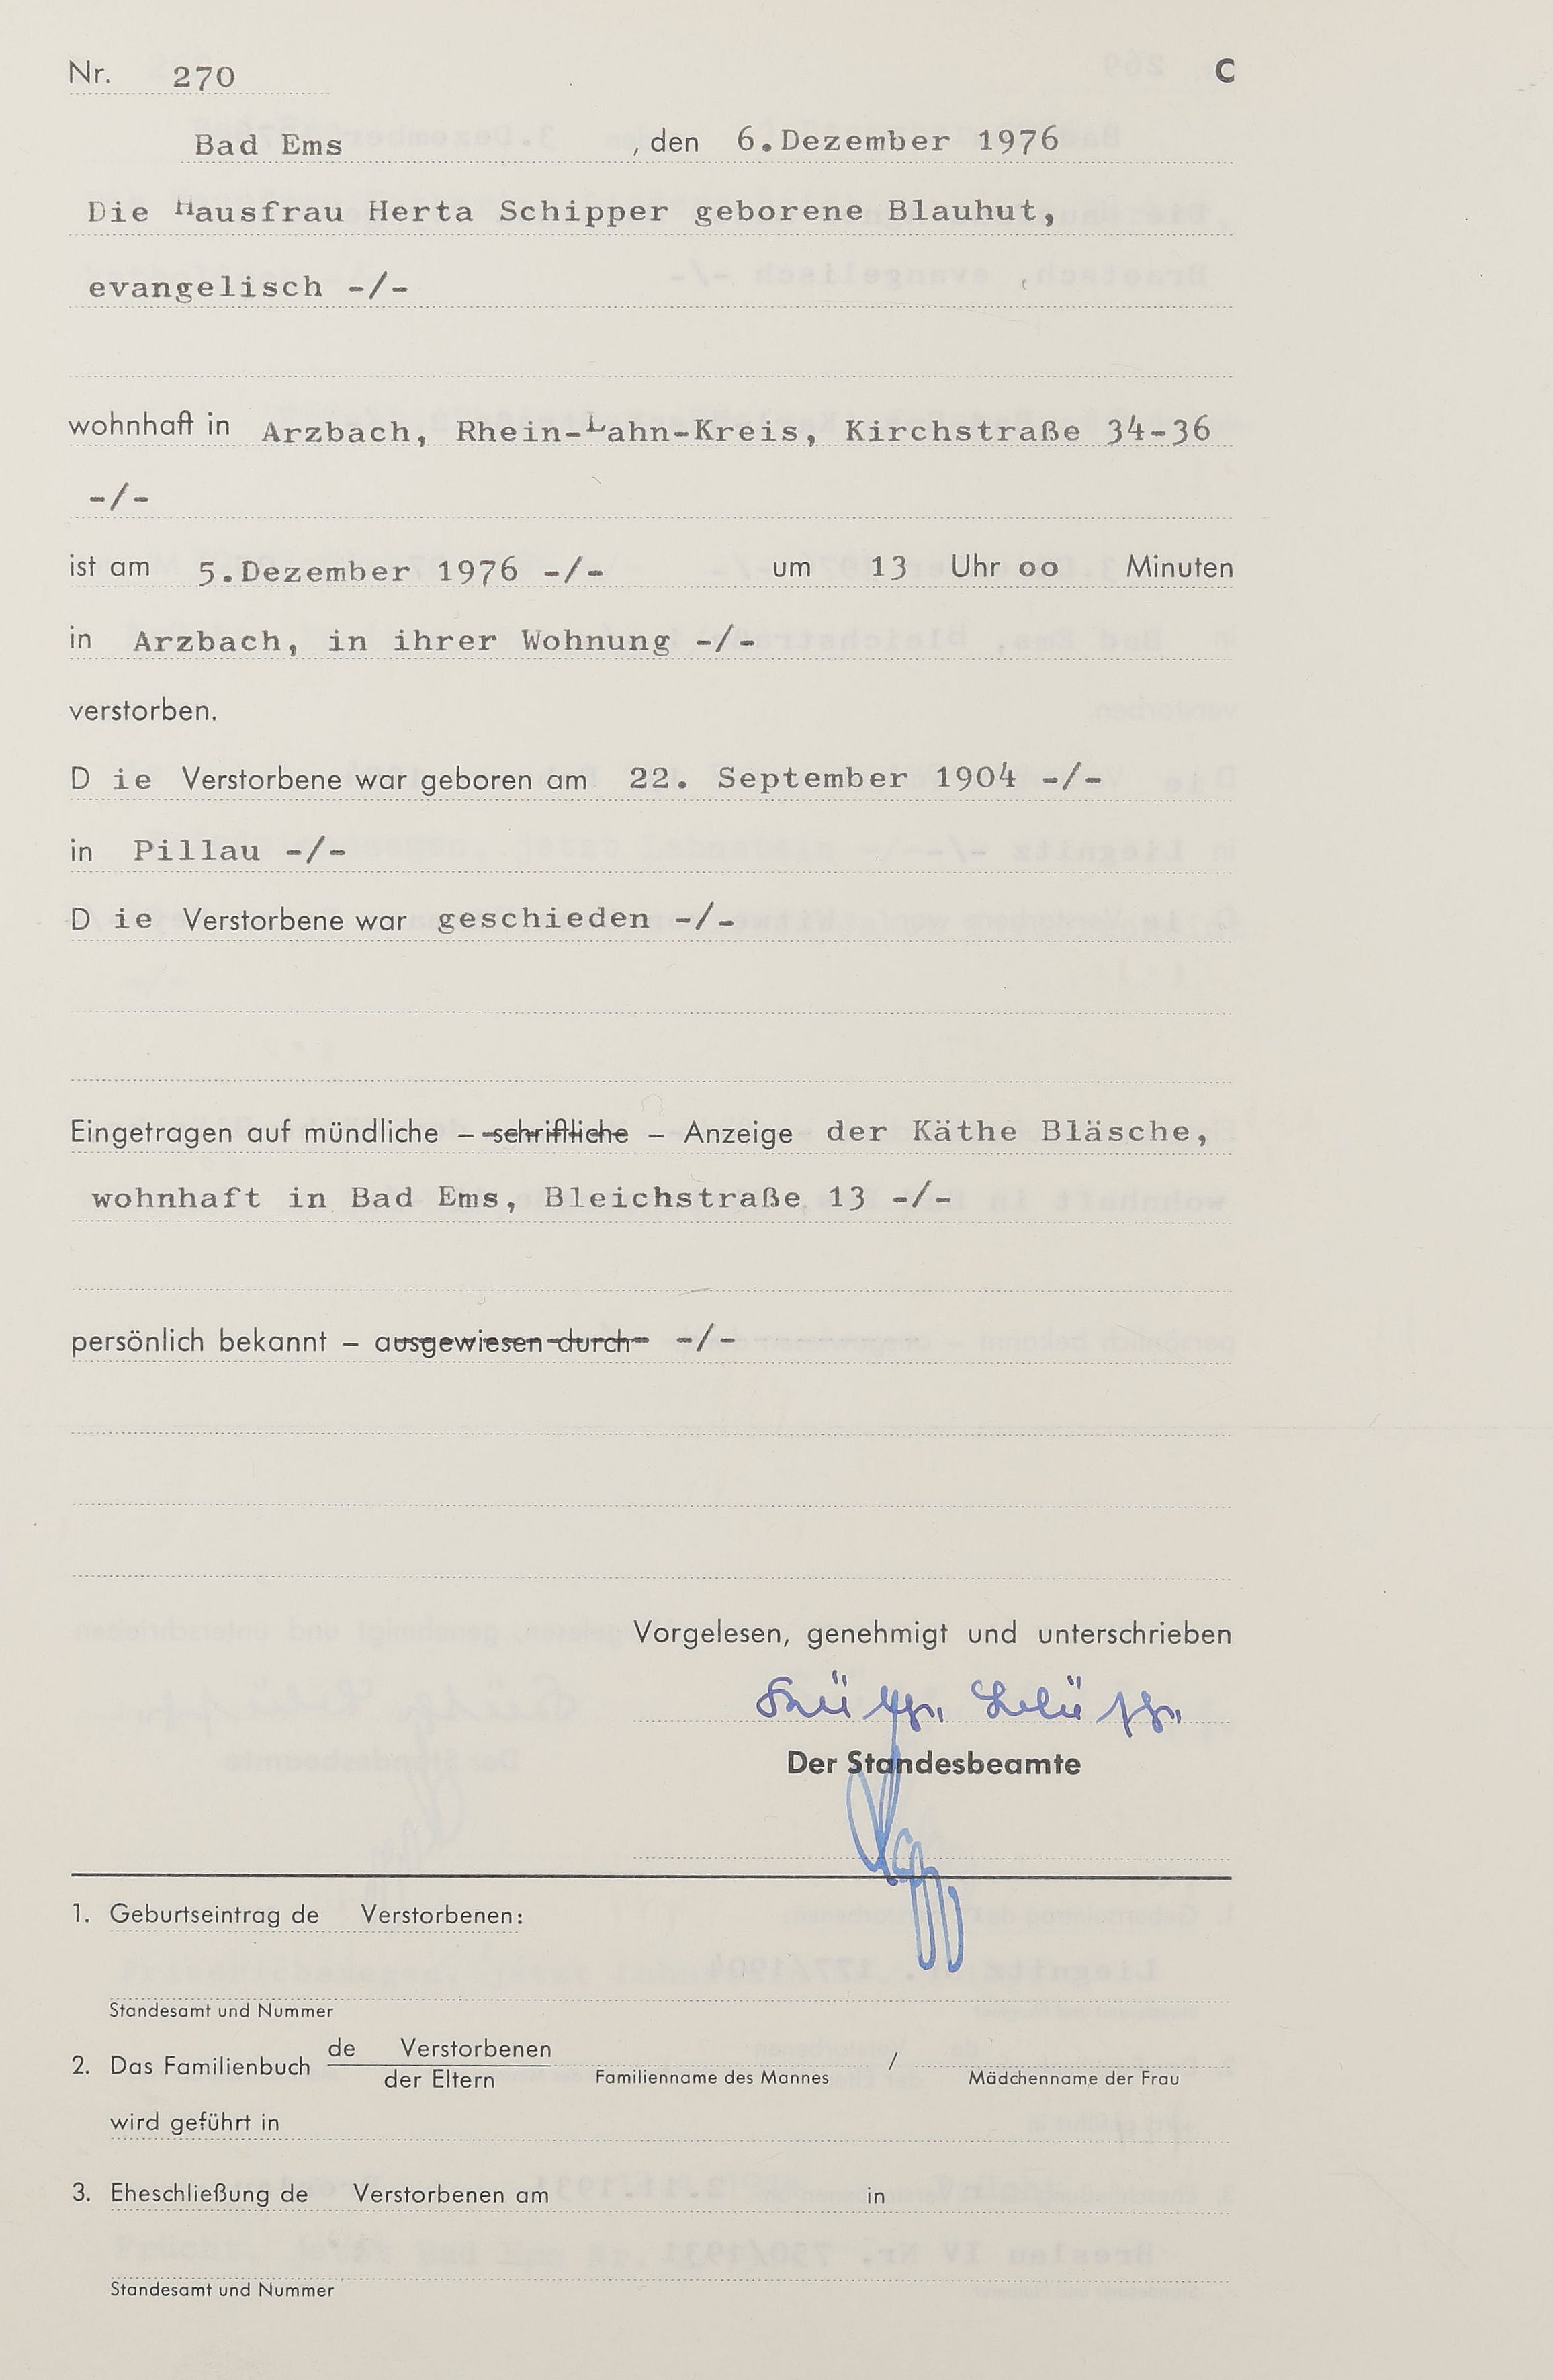 Nr. 270 C
Bad Ems , den 6.Dezember 1976
Die Hausfrau Herta Schipper geborene Blauhut,
evangelisch -/-
wohnhaft in Arzbach, Rhein-Lahn-Kreis, Kirchstraße 34-36
-/-
ist am 5.Dezember 1976 -/- um 13 Uhr oo Minuten
in Arzbach, in ihrer Wohnung -/-
verstorben.
D ie Verstorbene war geboren am 22. September 1904 -/-
in Pillau -/-
D ie Verstorbene war geschieden -/-
Eingetragen auf mündliche – schriftliche – Anzeige der Käthe Bläsche,
wohnhaft in Bad Ems, Bleichstraße 13 -/-
persönlich bekannt – ausgewiesen durch -/-
Vorgelesen, genehmigt und unterschrieben
Der Standesbeamte
1. Geburtseintrag de Verstorbenen:
Standesamt und Nummer
2. Das Familienbuch de Verstorbenen / der Eltern
Familienname des Mannes / Mädchenname der Frau
wird geführt in
3. Eheschließung de Verstorbenen am in
Standesamt und Nummer